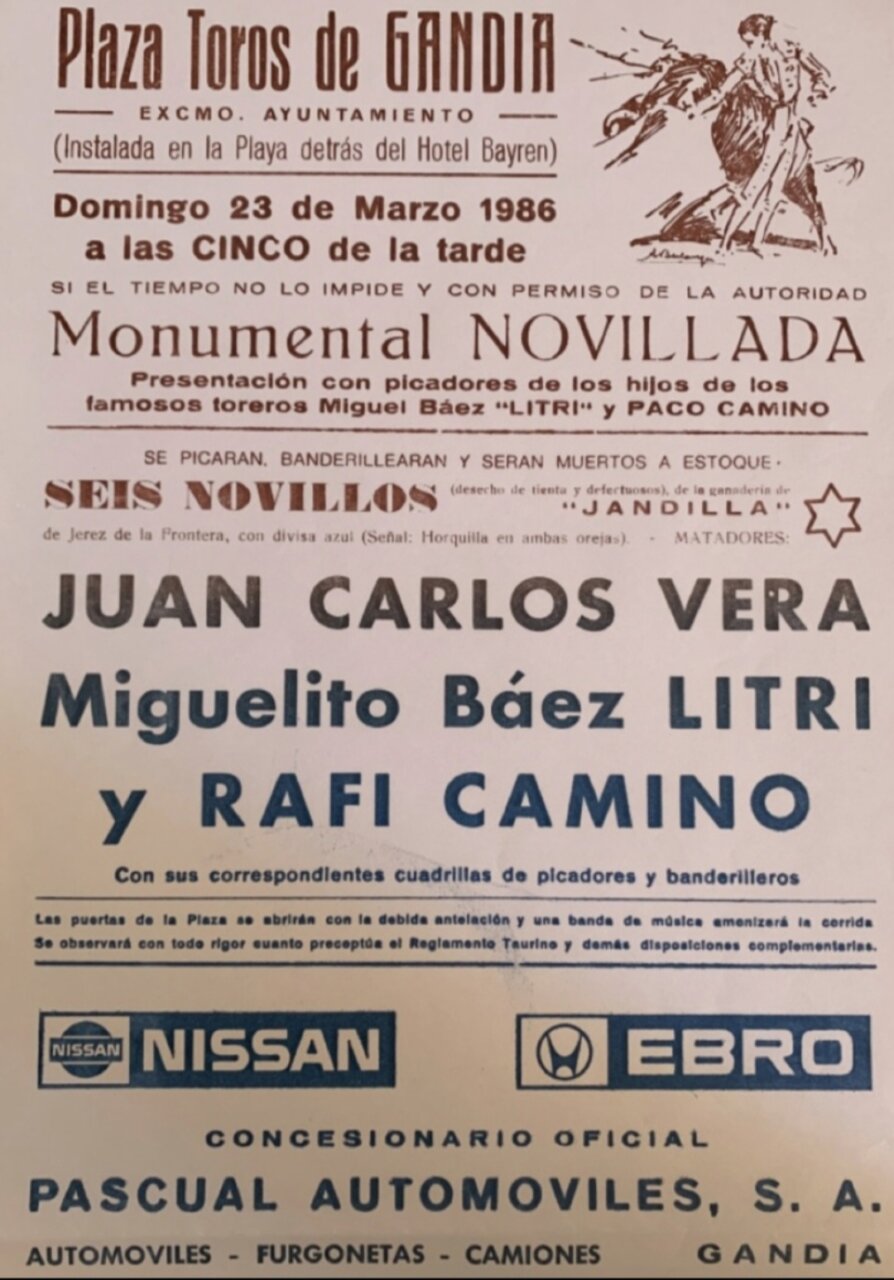 Plaza Toros de GANDIA
EXCMO. AYUNTAMIENTO
(Instalada en la Playa detrás del Hotel Bayren)
Domingo 23 de Marzo 1986
a las CINCO de la tarde
SI EL TIEMPO NO LO IMPIDE Y CON PERMISO DE LA AUTORIDAD
Monumental NOVILLADA
Presentación con picadores de los hijos de los
famosos toreros Miguel Báez "LITRI" y PACO CAMINO
SE PICARAN, BANDERILLEARAN Y SERAN MUERTOS A ESTOQUE.
SEIS NOVILLOS (desecho de tienta y defectuosos), de la ganadería de
"JANDILLA"
de Jerez de la Frontera, con divisa azul (Señal: Horquilla en ambas orejas). - MATADORES:
JUAN CARLOS VERA
Miguelito Báez LITRI
y RAFI CAMINO
Con sus correspondientes cuadrillas de picadores y banderilleros
Las puertas de la Plaza se abrirán con la debida antelación y una banda de música amenizará la corrida
Se observará con todo rigor cuanto preceptúa el Reglamento Taurino y demás disposiciones complementarias.
NISSAN NISSAN
EBRO
CONCESIONARIO OFICIAL
PASCUAL AUTOMOVILES, S. A.
AUTOMOVILES - FURGONETAS - CAMIONES GANDIA